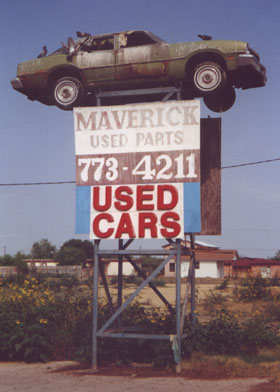 MAVERICK
USED PARTS
773-4211
USED
CARS